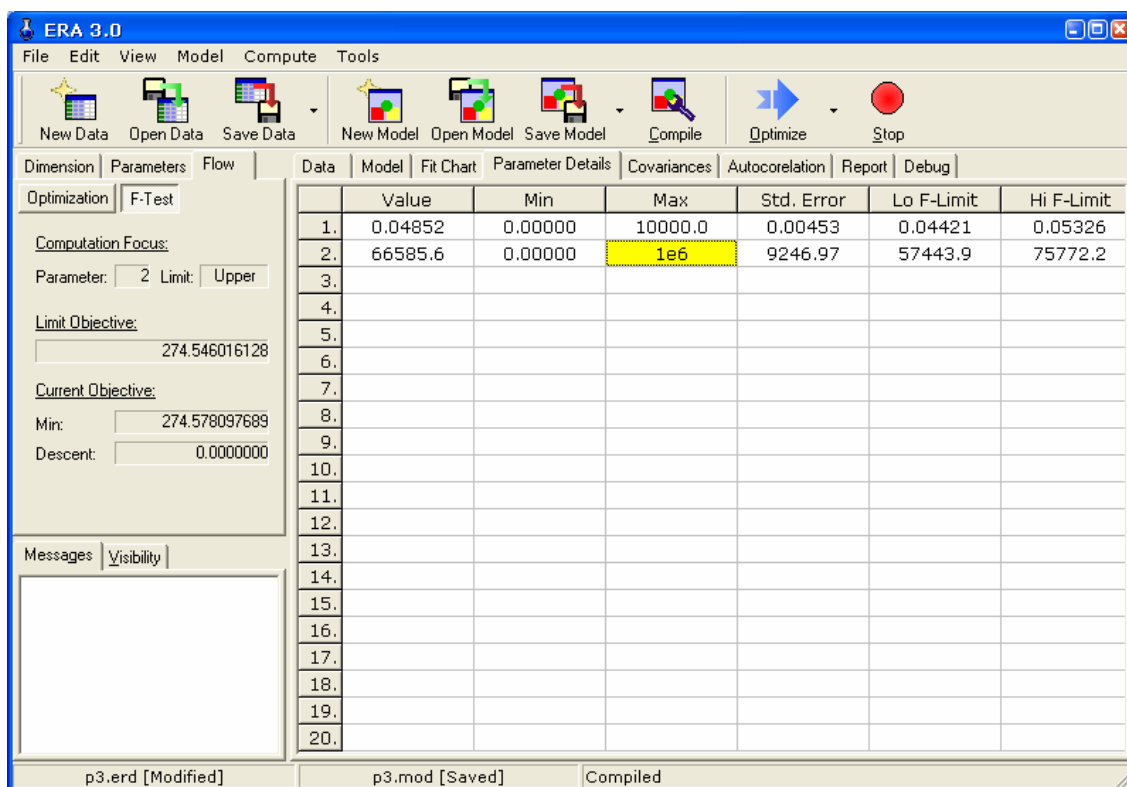 ERA 3.0
File Edit View Model Compute Tools
New Data Open Data Save Data New Model Open Model Save Model Compile Optimize Stop
Dimension Parameters Flow
Data Model Fit Chart Parameter Details Covariances Autocorelation Report Debug
Optimization F-Test
Computation Focus:
Parameter: 2 Limit: Upper
Limit Objective:
274.546016128
Current Objective:
Min: 274.578097689
Descent: 0.0000000
Messages Visibility
Value Min Max Std. Error Lo F-Limit Hi F-Limit
1. 0.04852 0.00000 10000.0 0.00453 0.04421 0.05326
2. 66585.6 0.00000 1e6 9246.97 57443.9 75772.2
3.
4.
5.
6.
7.
8.
9.
10.
11.
12.
13.
14.
15.
16.
17.
18.
19.
20.
p3.erd [Modified] p3.mod [Saved] Compiled